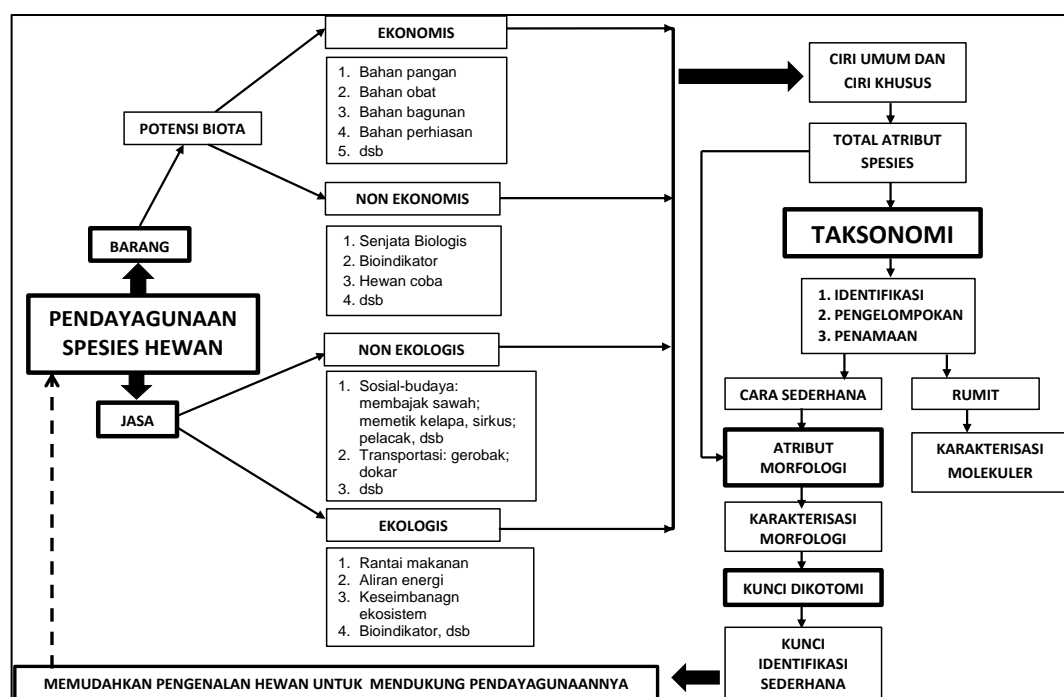 EKONOMIS
1. Bahan pangan
2. Bahan obat
3. Bahan bagunan
4. Bahan perhiasan
5. dsb
POTENSI BIOTA
NON EKONOMIS
1. Senjata Biologis
2. Bioindikator
3. Hewan coba
4. dsb
BARANG
PENDAYAGUNAAN
SPESIES HEWAN
JASA
NON EKOLOGIS
1. Sosial-budaya:
membajak sawah;
memetik kelapa, sirkus;
pelacak, dsb
2. Transportasi: gerobak;
dokar
3. dsb
EKOLOGIS
1. Rantai makanan
2. Aliran energi
3. Keseimbanagn
ekosistem
4. Bioindikator, dsb
CIRI UMUM DAN
CIRI KHUSUS
TOTAL ATRIBUT
SPESIES
TAKSONOMI
1. IDENTIFIKASI
2. PENGELOMPOKAN
3. PENAMAAN
CARA SEDERHANA
RUMIT
ATRIBUT
MORFOLOGI
KARAKTERISASI
MOLEKULER
KARAKTERISASI
MORFOLOGI
KUNCI DIKOTOMI
KUNCI
IDENTIFIKASI
SEDERHANA
MEMUDAHKAN PENGENALAN HEWAN UNTUK MENDUKUNG PENDAYAGUNAANNYA